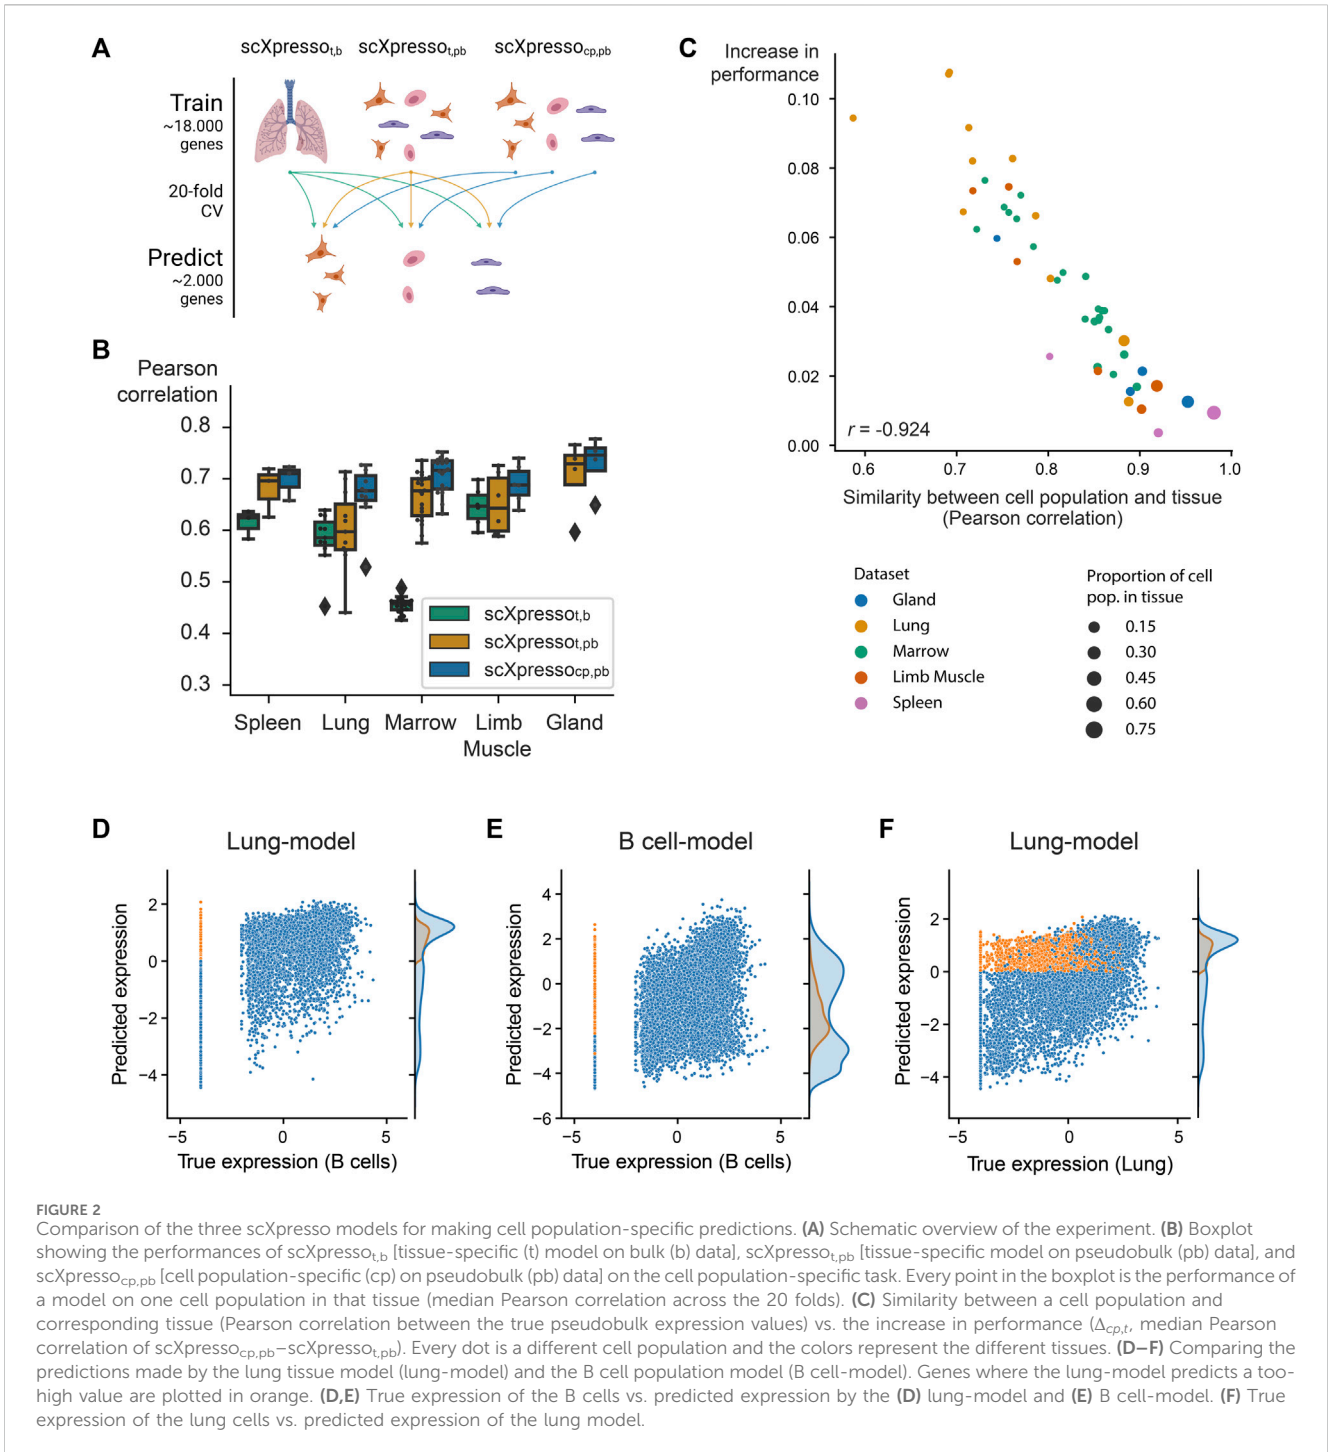 A
scXpressot,b
scXpressot,pb
scXpressocp,pb
Train
~18.000
genes
20-fold
CV
Predict
~2.000
genes
B
Pearson
correlation
0.8
0.7
0.6
0.5
0.4
0.3
scXpressot,b
scXpressot,pb
scXpressocp,pb
Spleen
Lung
Marrow
Limb
Muscle
Gland
C
Increase in
performance
0.10
0.08
0.06
0.04
0.02
0.00
r = -0.924
0.6
0.7
0.8
0.9
1.0
Similarity between cell population and tissue
(Pearson correlation)
Dataset
Gland
Lung
Marrow
Limb Muscle
Spleen
Proportion of cell
pop. in tissue
0.15
0.30
0.45
0.60
0.75
D
Lung-model
Predicted expression
2
0
−2
−4
−5
0
5
True expression (B cells)
E
B cell-model
Predicted expression
4
2
0
−2
−4
−6
−5
0
5
True expression (B cells)
F
Lung-model
Predicted expression
2
0
−2
−4
−5
0
5
True expression (Lung)
FIGURE 2
Comparison of the three scXpresso models for making cell population-specific predictions. (A) Schematic overview of the experiment. (B) Boxplot
showing the performances of scXpressot,b [tissue-specific (t) model on bulk (b) data], scXpressot,pb [tissue-specific model on pseudobulk (pb) data], and
scXpressocp,pb [cell population-specific (cp) on pseudobulk (pb) data] on the cell population-specific task. Every point in the boxplot is the performance of
a model on one cell population in that tissue (median Pearson correlation across the 20 folds). (C) Similarity between a cell population and
corresponding tissue (Pearson correlation between the true pseudobulk expression values) vs. the increase in performance (Δcp,t, median Pearson
correlation of scXpressocp,pb−scXpressot,pb). Every dot is a different cell population and the colors represent the different tissues. (D–F) Comparing the
predictions made by the lung tissue model (lung-model) and the B cell population model (B cell-model). Genes where the lung-model predicts a too-
high value are plotted in orange. (D,E) True expression of the B cells vs. predicted expression by the (D) lung-model and (E) B cell-model. (F) True
expression of the lung cells vs. predicted expression of the lung model.